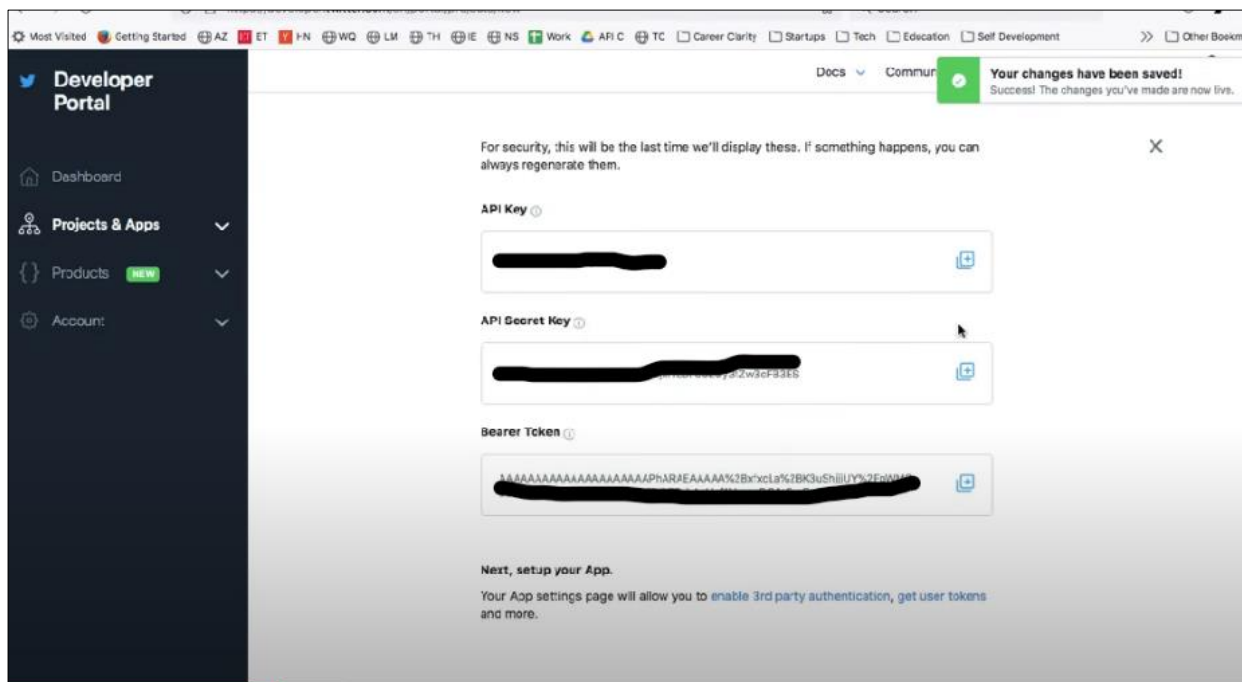 Most Visited Getting Started AZ ET HN WQ LM TH IE NS Work API C TC Career Clarity Startups Tech Education Self Development Other Bookm
Developer
Portal
Docs Commun
Your changes have been saved!
Success! The changes you've made are now live.
Dashboard
Projects & Apps
Products NEW
Account
For security, this will be the last time we'll display these. If something happens, you can
always regenerate them.
API Key
API Secret Key
Bearer Token
Next, setup your App.
Your App settings page will allow you to enable 3rd party authentication, get user tokens
and more.